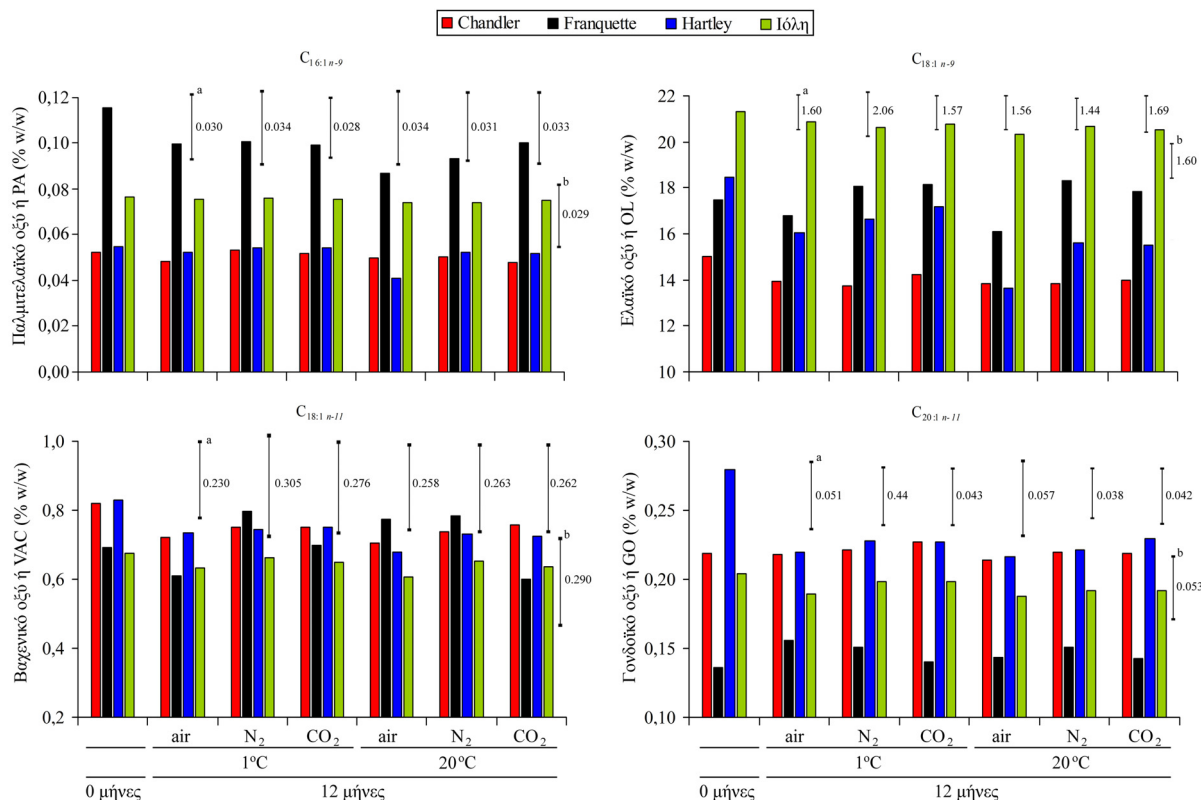 Chandler Franquette Hartley Ιόλη
C16:1 n-9
Παλμιτελαϊκό οξύ ή PA (% w/w)
0,12
0,10
0,08
0,06
0,04
0,02
0,00
a
0.030
0.034
0.028
0.034
0.031
0.033
b
0.029
C18:1 n-9
Ελαϊκό οξύ ή OL (% w/w)
22
20
18
16
14
12
10
a
1.60
2.06
1.57
1.56
1.44
1.69
b
1.60
C18:1 n-11
Βαχενικό οξύ ή VAC (% w/w)
1,0
0,8
0,6
0,4
0,2
a
0.230
0.305
0.276
0.258
0.263
0.262
b
0.290
air N2 CO2 air N2 CO2
1ºC 20ºC
0 μήνες 12 μήνες
C20:1 n-11
Γονδοϊκό οξύ ή GO (% w/w)
0,30
0,25
0,20
0,15
0,10
a
0.051
0.44
0.043
0.057
0.038
0.042
b
0.053
air N2 CO2 air N2 CO2
1ºC 20ºC
0 μήνες 12 μήνες